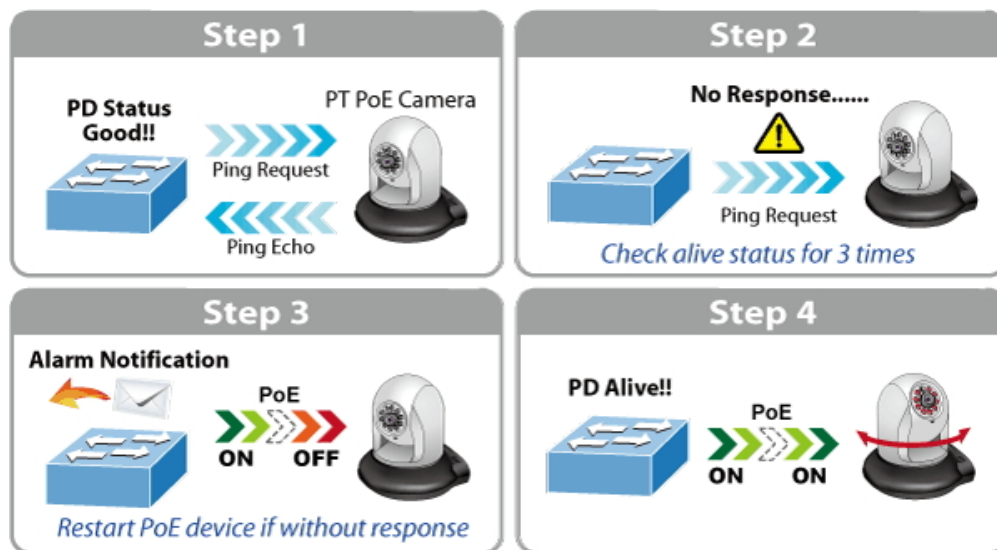 Step 1
PD Status
Good!!
PT PoE Camera
Ping Request
Ping Echo
Step 2
No Response......
Ping Request
Check alive status for 3 times
Step 3
Alarm Notification
PoE
ON
OFF
Restart PoE device if without response
Step 4
PD Alive!!
PoE
ON
ON